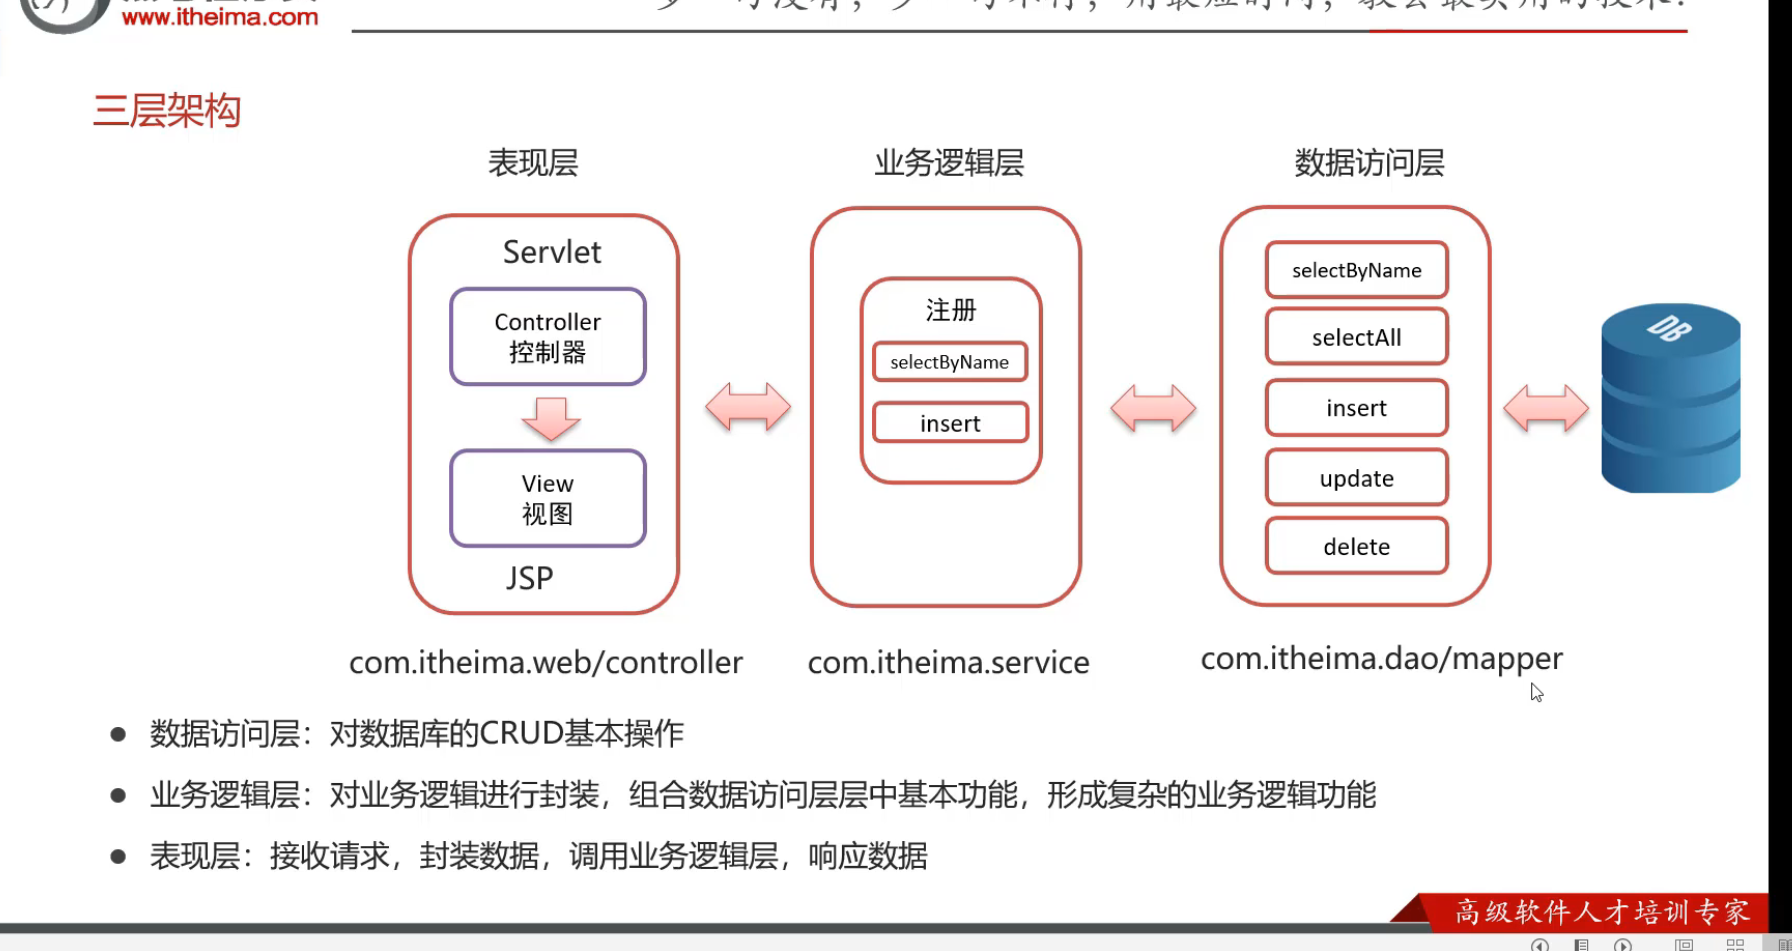 www.itheima.com
三层架构
表现层
业务逻辑层
数据访问层
Servlet
Controller
控制器
View
视图
JSP
注册
selectByName
insert
selectByName
selectAll
insert
update
delete
DB
com.itheima.web/controller
com.itheima.service
com.itheima.dao/mapper
● 数据访问层：对数据库的CRUD基本操作
● 业务逻辑层：对业务逻辑进行封装，组合数据访问层层中基本功能，形成复杂的业务逻辑功能
● 表现层：接收请求，封装数据，调用业务逻辑层，响应数据
高级软件人才培训专家